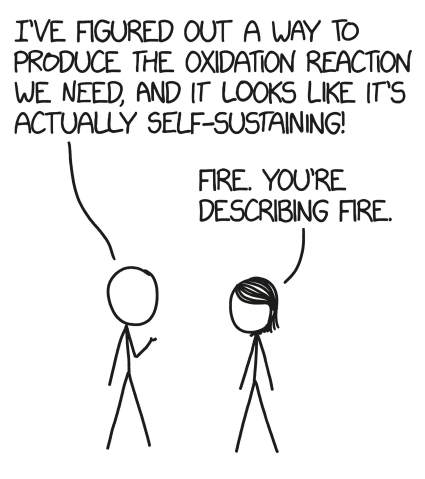 I'VE FIGURED OUT A WAY TO
PRODUCE THE OXIDATION REACTION
WE NEED, AND IT LOOKS LIKE IT'S
ACTUALLY SELF-SUSTAINING!
FIRE. YOU'RE
DESCRIBING FIRE.